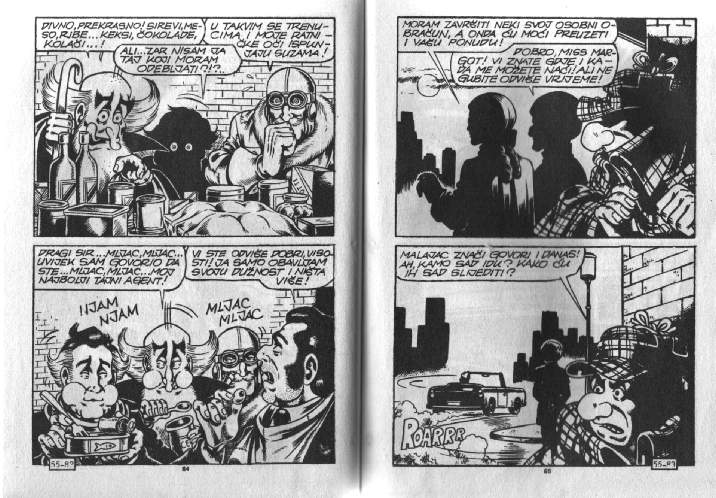 DIVNO, PREKRASNO! SIREVI, ME-
SO, RIBE... KEKSI, ČOKOLADE,
KOLAČI...!
U TAKVIM SE TRENU-
CIMA I MOJE RATNI-
ČKE OČI ISPUN-
JAJU SUZAMA!
ALI... ZAR NISAM JA
TAJ KOJI MORAM
ODEBLJATI?!?
DRAGI SIR... MLJAC, MLJAC...
UVIJEK SAM GOVORIO DA
STE... MLJAC, MLJAC... MOJ
NAJBOLJI TAJNI AGENT!
VI STE ODVIŠE DOBRI, VISO-
STI! JA SAMO OBAVLJAM
SVOJU DUŽNOST I NIŠTA
VIŠE!
NJAM
NJAM
MLJAC
MLJAC
55-89
64
MORAM ZAVRŠITI NEKI SVOJ OSOBNI O-
BRAČUN, A ONDA ĆU MOĆI PREUZETI
I VAŠU PONUDU!
DOBRO, MISS MAR-
GOT! VI ZNATE GDJE I KA-
DA ME MOŽETE NAĆI! ALI NE
GUBITE ODVIŠE VRIJEME!
MALAJAC ZNAČI GOVORI I DANAS!
AH, KAMO SAD IDU? KAKO ĆU
IH SAD SLIJEDITI?
ROARRR
65